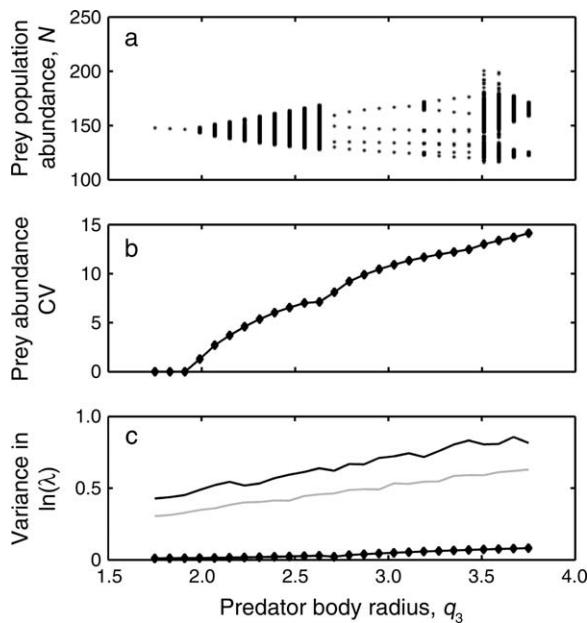 a
Prey population
abundance, N
250
200
150
100
b
Prey abundance
CV
15
10
5
0
c
Variance in
ln(λ)
1.0
0.5
0
1.5 2.0 2.5 3.0 3.5 4.0
Predator body radius, q₃